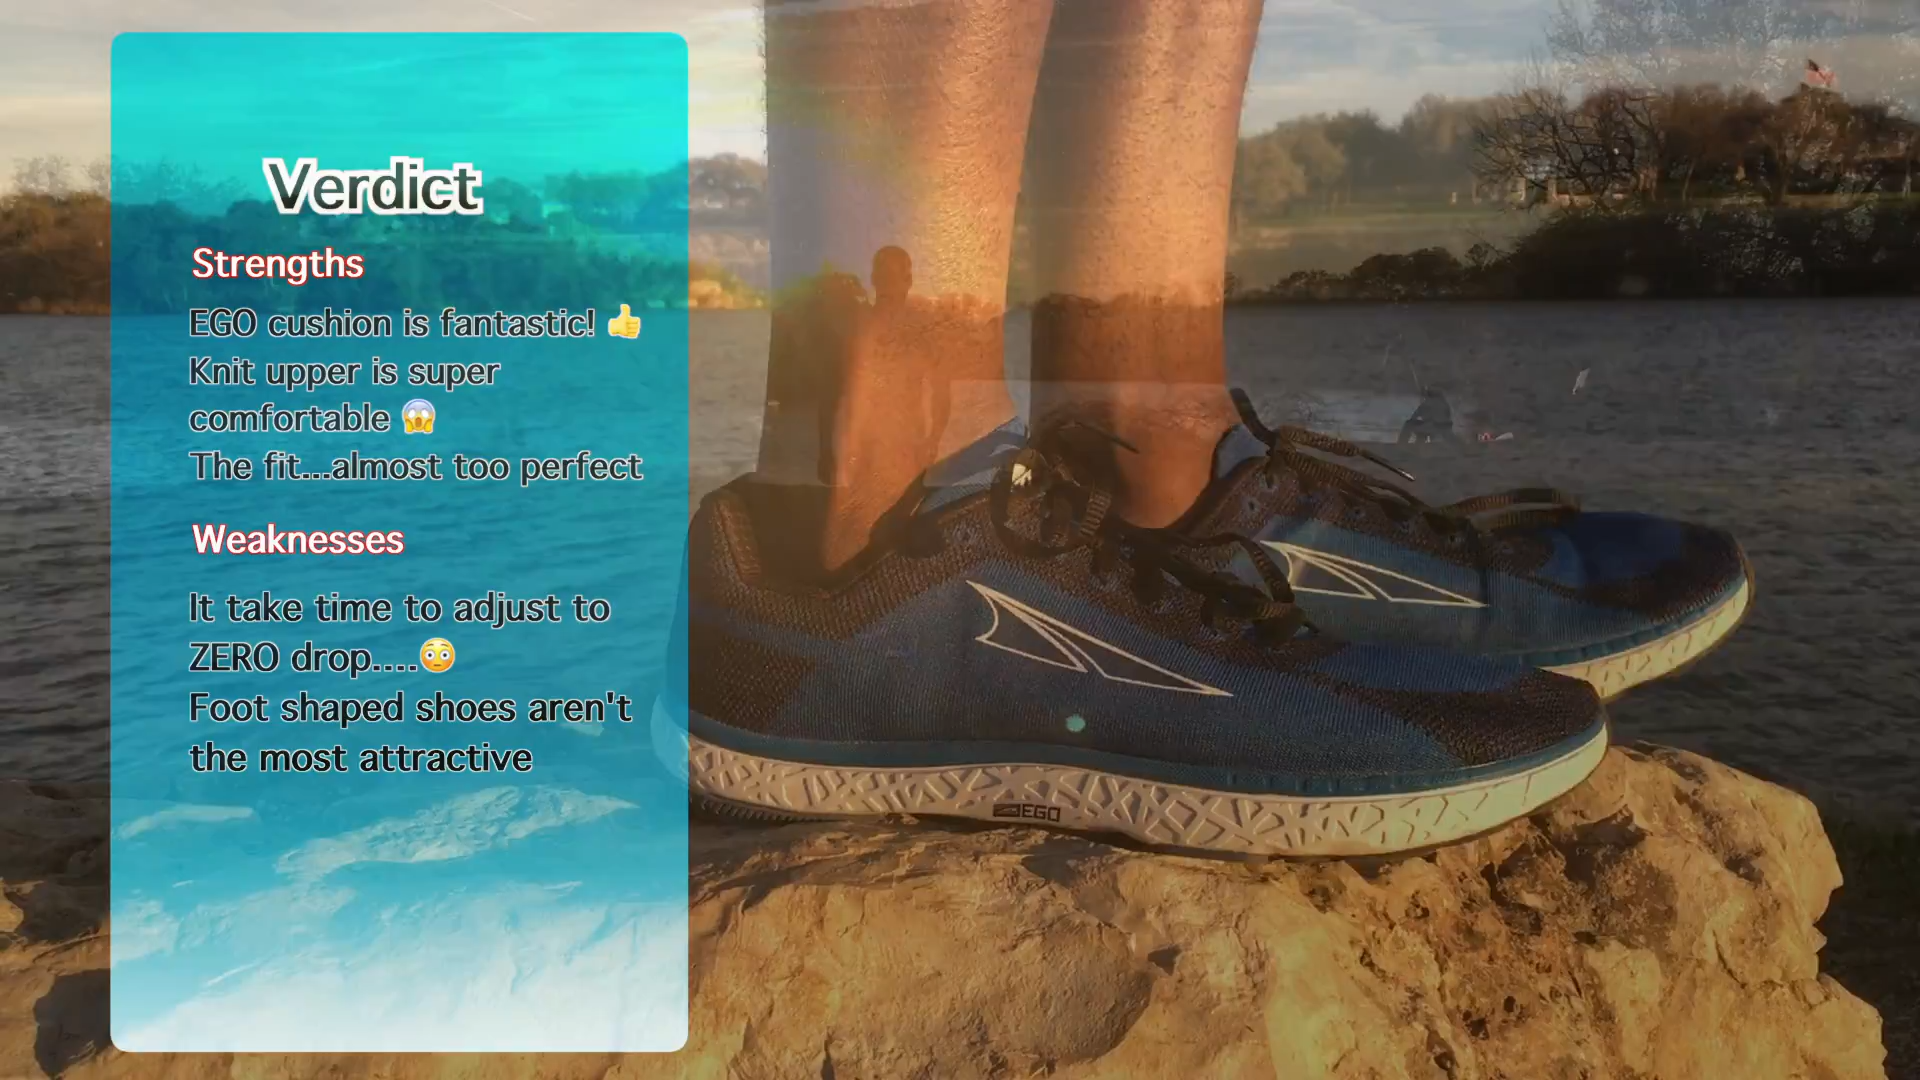 Verdict
Strengths
EGO cushion is fantastic! 👍
Knit upper is super
comfortable 😱
The fit...almost too perfect
Weaknesses
It take time to adjust to
ZERO drop....😳
Foot shaped shoes aren't
the most attractive
EGO